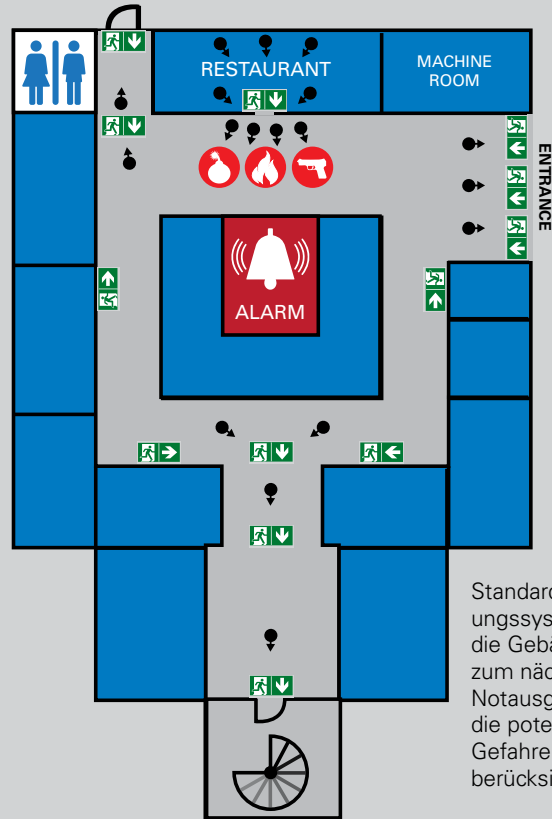 RESTAURANT
MACHINE
ROOM
ENTRANCE
ALARM
Standard
ungssys
die Gebä
zum näc
Notausg
die pote
Gefahre
berücksi